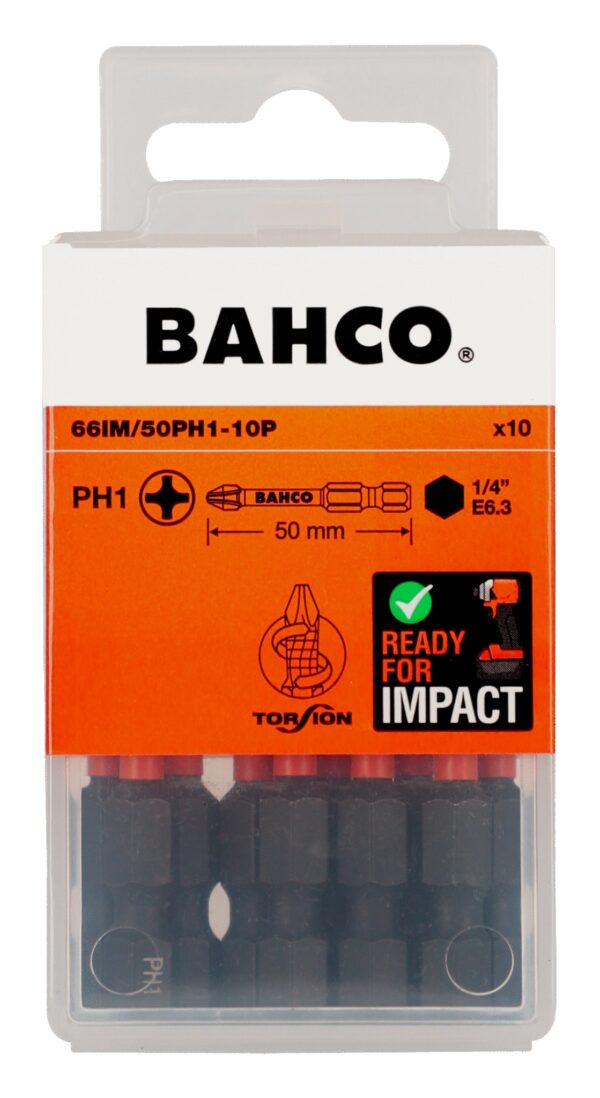 BAHCO®
66IM/50PH1-10P x10
PH1 BAHCO 1/4"
E6.3
50 mm
READY
FOR
IMPACT
TORSION
PH1